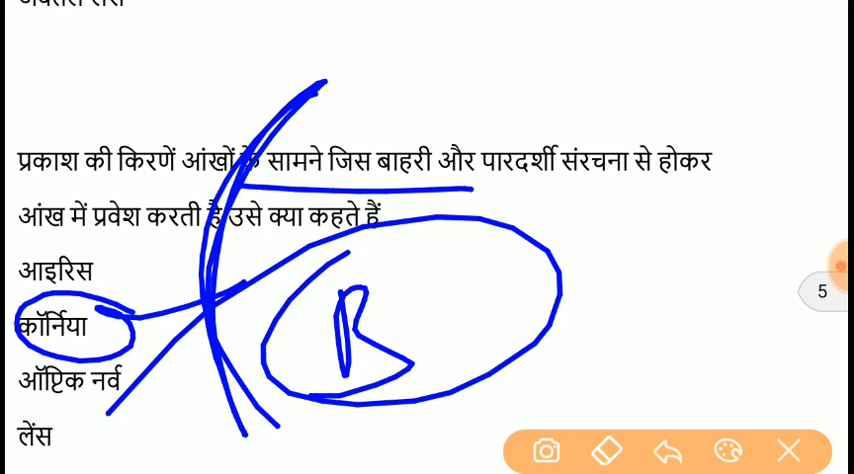 प्रकाश की किरणें आंखों के सामने जिस बाहरी और पारदर्शी संरचना से होकर
आंख में प्रवेश करती है उसे क्या कहते हैं
आइरिस
कॉर्निया
ऑप्टिक नर्व
लेंस
B
5